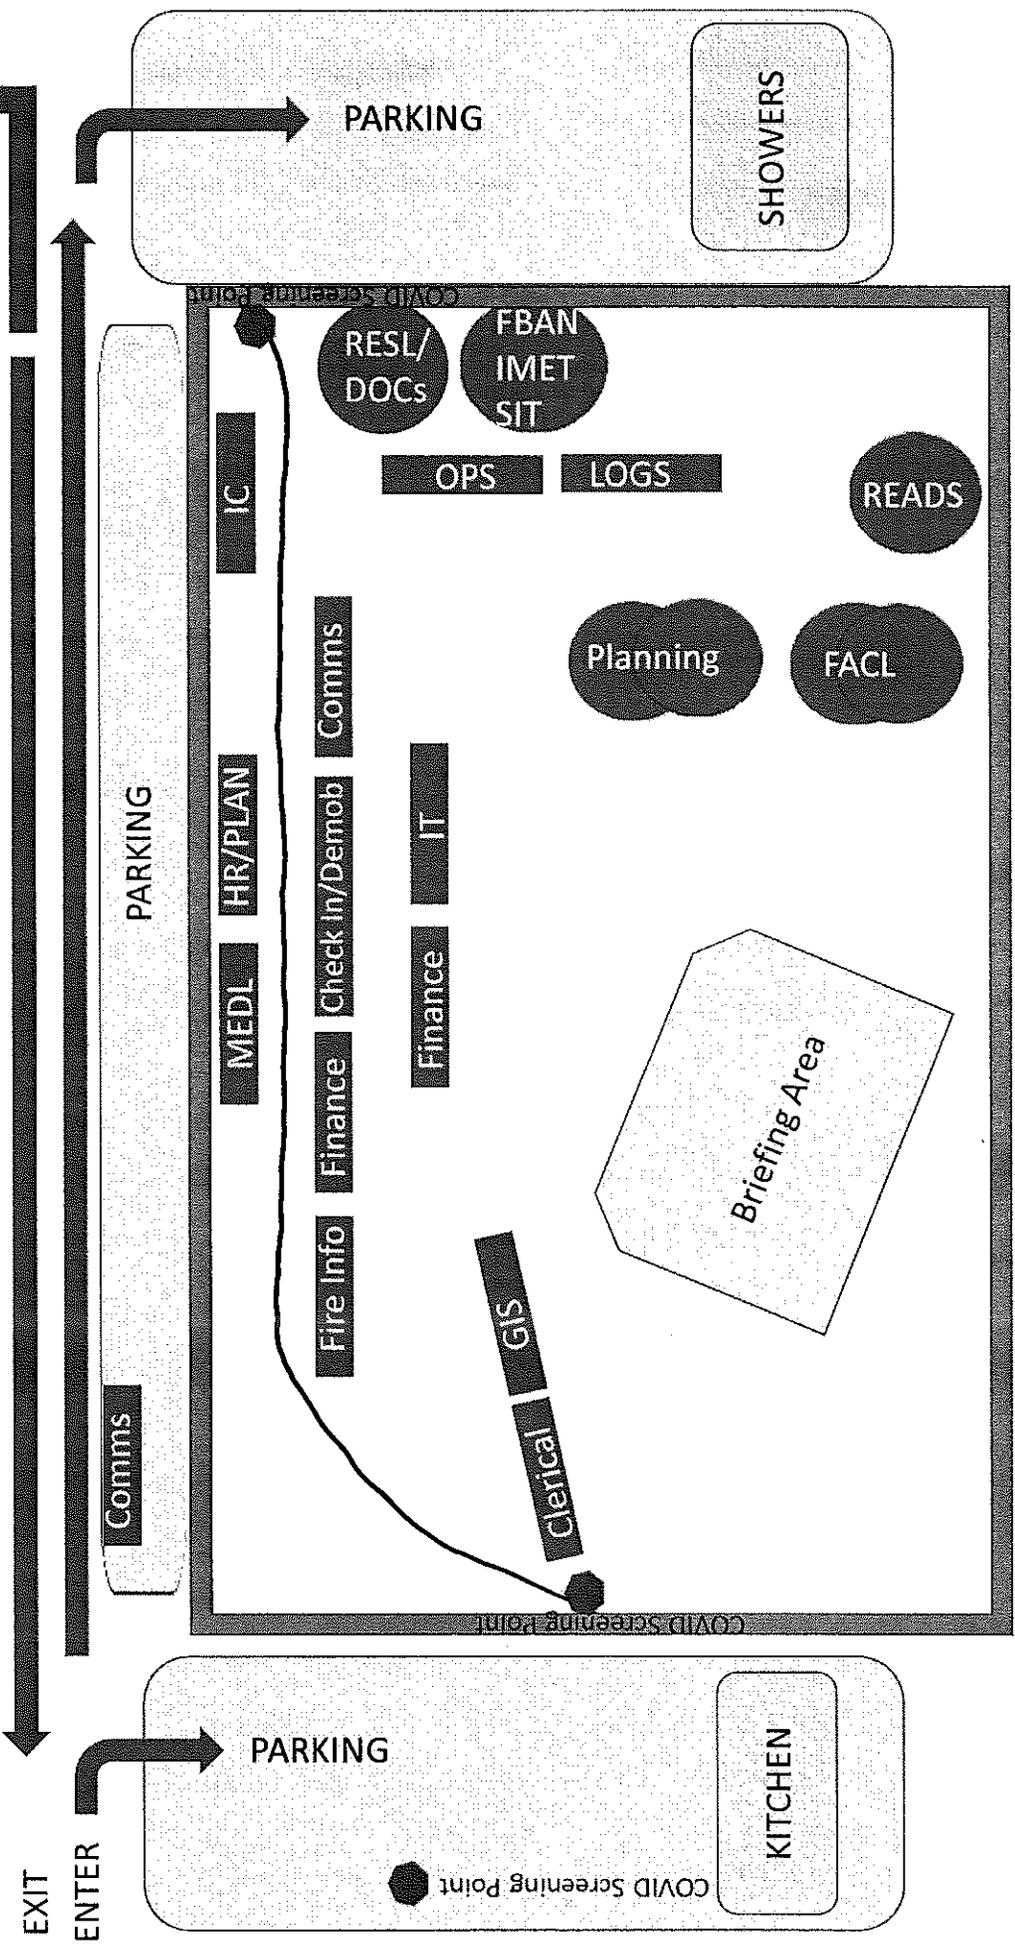 EXIT
ENTER
PARKING
COVID Screening Point
KITCHEN
Comms
PARKING
COVID Screening Point
MEDL
HR/PLAN
IC
COVID Screening Point
Fire Info
Finance
Check In/Demob
Comms
RESL/
DOCs
FBAN
IMET
SIT
Finance
IT
OPS
LOGS
Clerical
GIS
Planning
FACL
READS
Briefing Area
PARKING
SHOWERS